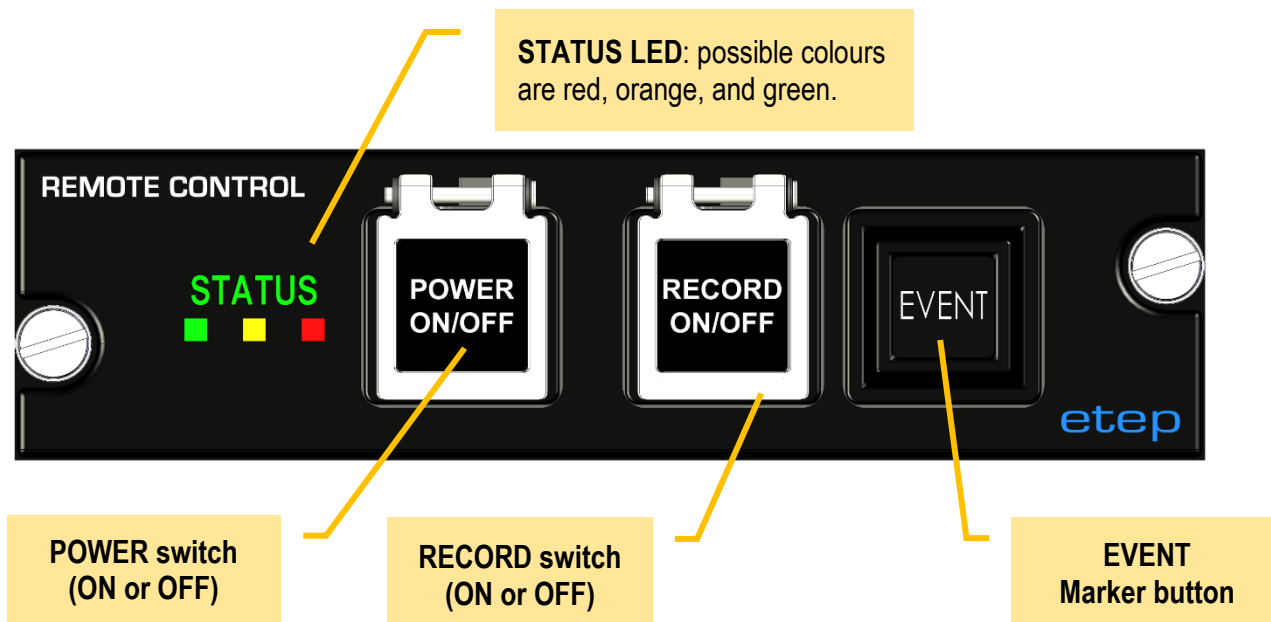 STATUS LED: possible colours
are red, orange, and green.
REMOTE CONTROL
STATUS
POWER
ON/OFF
RECORD
ON/OFF
EVENT
etep
POWER switch
(ON or OFF)
RECORD switch
(ON or OFF)
EVENT
Marker button